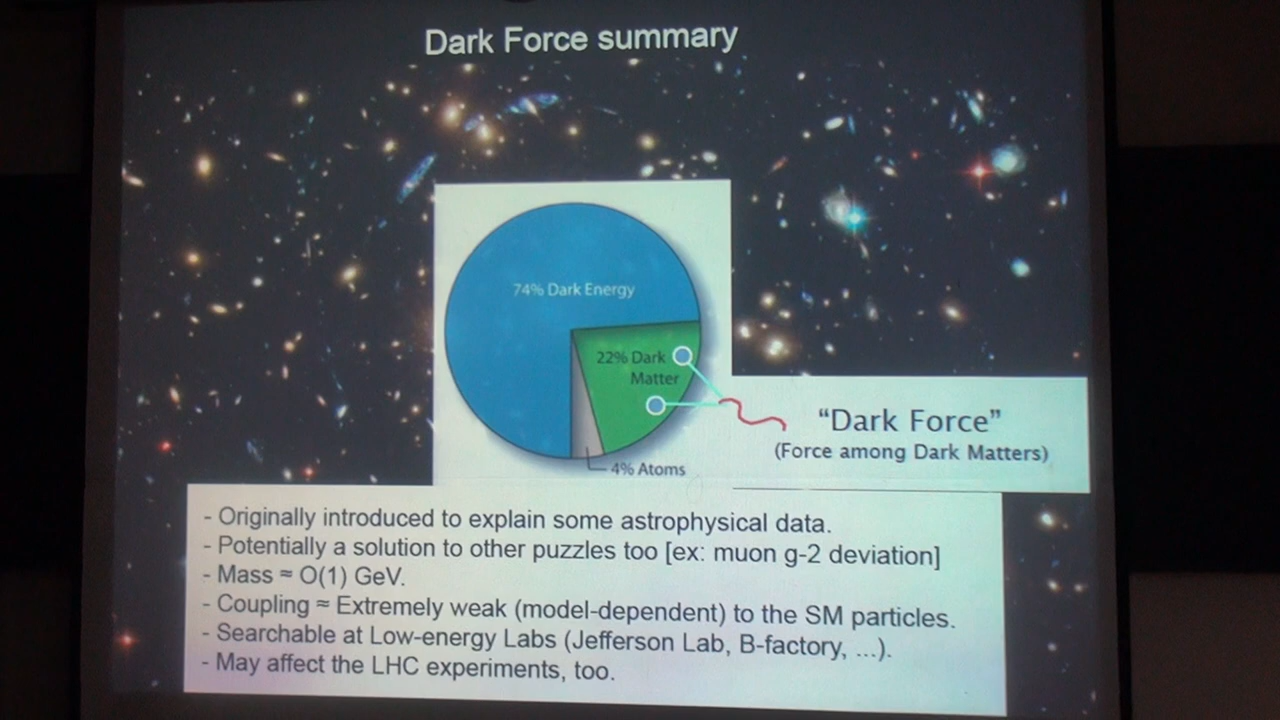 Dark Force summary
74% Dark Energy
22% Dark
Matter
4% Atoms
“Dark Force”
(Force among Dark Matters)
- Originally introduced to explain some astrophysical data.
- Potentially a solution to other puzzles too [ex: muon g-2 deviation]
- Mass ≈ O(1) GeV.
- Coupling ≈ Extremely weak (model-dependent) to the SM particles.
- Searchable at Low-energy Labs (Jefferson Lab, B-factory, ...).
- May affect the LHC experiments, too.